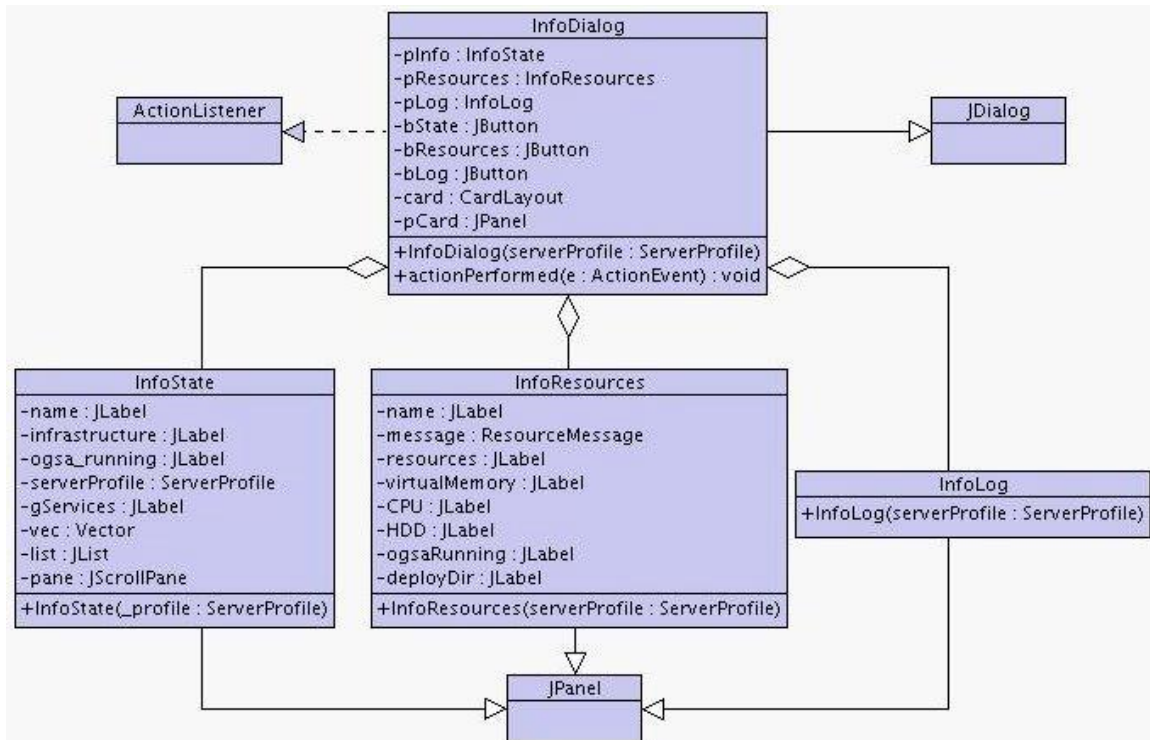 InfoDialog
-pInfo : InfoState
-pResources : InfoResources
-pLog : InfoLog
-bState : JButton
-bResources : JButton
-bLog : JButton
-card : CardLayout
-pCard : JPanel
+InfoDialog(serverProfile : ServerProfile)
+actionPerformed(e : ActionEvent) : void
ActionListener
JDialog
InfoState
-name : JLabel
-infrastructure : JLabel
-ogsa_running : JLabel
-serverProfile : ServerProfile
-gServices : JLabel
-vec : Vector
-list : JList
-pane : JScrollPane
+InfoState(_profile : ServerProfile)
InfoResources
-name : JLabel
-message : ResourceMessage
-resources : JLabel
-virtualMemory : JLabel
-CPU : JLabel
-HDD : JLabel
-ogsaRunning : JLabel
-deployDir : JLabel
+InfoResources(serverProfile : ServerProfile)
InfoLog
+InfoLog(serverProfile : ServerProfile)
JPanel